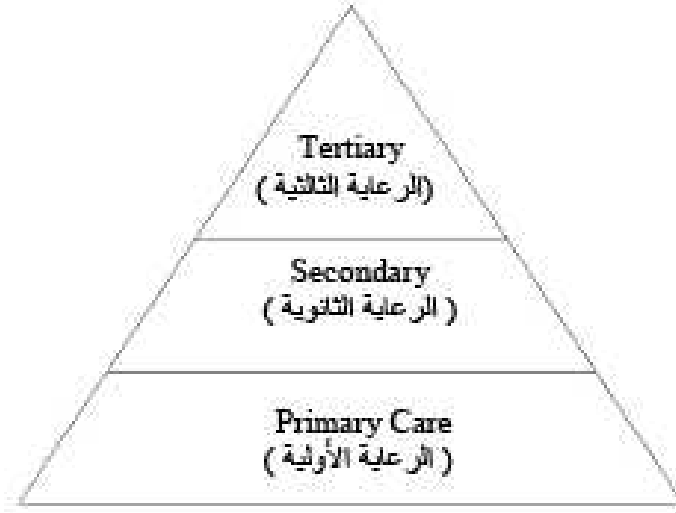 Tertiary
(الرعاية الثالثية )
Secondary
( الرعاية الثانوية )
Primary Care
( الرعاية الأولية )